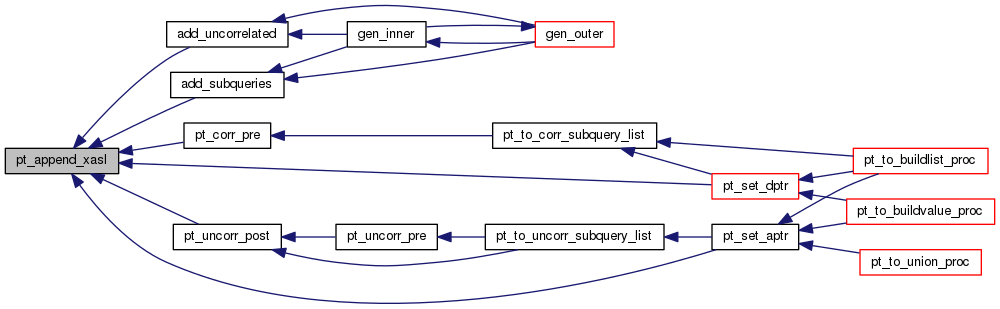 add_uncorrelated
gen_inner
gen_outer
add_subqueries
pt_corr_pre
pt_to_corr_subquery_list
pt_append_xasl
pt_to_buildlist_proc
pt_set_dptr
pt_to_buildvalue_proc
pt_uncorr_post
pt_uncorr_pre
pt_to_uncorr_subquery_list
pt_set_aptr
pt_to_union_proc